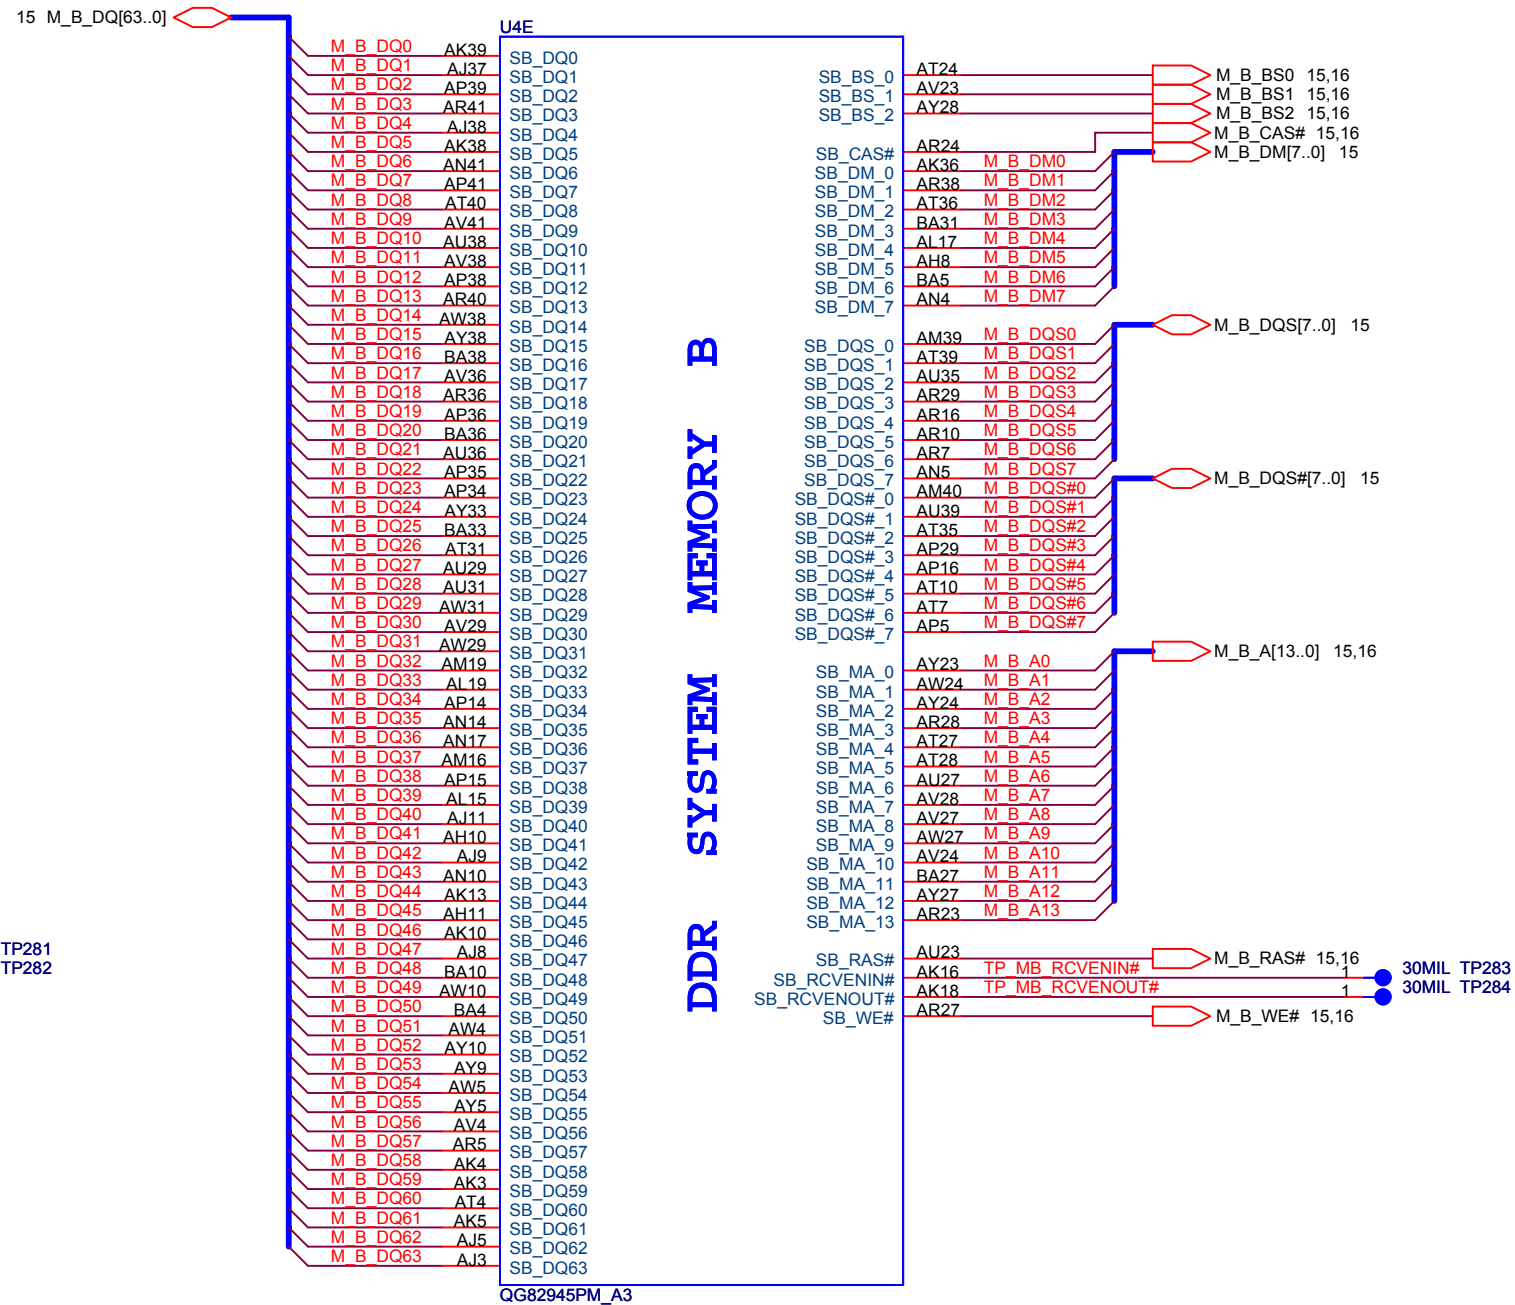 15 M_B_DQ[63..0]
U4E
M_B_DQ0 AK39 SB_DQ0
M_B_DQ1 AJ37 SB_DQ1
M_B_DQ2 AP39 SB_DQ2
M_B_DQ3 AR41 SB_DQ3
M_B_DQ4 AJ38 SB_DQ4
M_B_DQ5 AK38 SB_DQ5
M_B_DQ6 AN41 SB_DQ6
M_B_DQ7 AP41 SB_DQ7
M_B_DQ8 AT40 SB_DQ8
M_B_DQ9 AV41 SB_DQ9
M_B_DQ10 AU38 SB_DQ10
M_B_DQ11 AV38 SB_DQ11
M_B_DQ12 AP38 SB_DQ12
M_B_DQ13 AR40 SB_DQ13
M_B_DQ14 AW38 SB_DQ14
M_B_DQ15 AY38 SB_DQ15
M_B_DQ16 BA38 SB_DQ16
M_B_DQ17 AV36 SB_DQ17
M_B_DQ18 AR36 SB_DQ18
M_B_DQ19 AP36 SB_DQ19
M_B_DQ20 BA36 SB_DQ20
M_B_DQ21 AU36 SB_DQ21
M_B_DQ22 AP35 SB_DQ22
M_B_DQ23 AP34 SB_DQ23
M_B_DQ24 AY33 SB_DQ24
M_B_DQ25 BA33 SB_DQ25
M_B_DQ26 AT31 SB_DQ26
M_B_DQ27 AU29 SB_DQ27
M_B_DQ28 AU31 SB_DQ28
M_B_DQ29 AW31 SB_DQ29
M_B_DQ30 AV29 SB_DQ30
M_B_DQ31 AW29 SB_DQ31
M_B_DQ32 AM19 SB_DQ32
M_B_DQ33 AL19 SB_DQ33
M_B_DQ34 AP14 SB_DQ34
M_B_DQ35 AN14 SB_DQ35
M_B_DQ36 AN17 SB_DQ36
M_B_DQ37 AM16 SB_DQ37
M_B_DQ38 AP15 SB_DQ38
M_B_DQ39 AL15 SB_DQ39
M_B_DQ40 AJ11 SB_DQ40
M_B_DQ41 AH10 SB_DQ41
M_B_DQ42 AJ9 SB_DQ42
M_B_DQ43 AN10 SB_DQ43
M_B_DQ44 AK13 SB_DQ44
M_B_DQ45 AH11 SB_DQ45
M_B_DQ46 AK10 SB_DQ46
M_B_DQ47 AJ8 SB_DQ47
M_B_DQ48 BA10 SB_DQ48
M_B_DQ49 AW10 SB_DQ49
M_B_DQ50 BA4 SB_DQ50
M_B_DQ51 AW4 SB_DQ51
M_B_DQ52 AY10 SB_DQ52
M_B_DQ53 AY9 SB_DQ53
M_B_DQ54 AW5 SB_DQ54
M_B_DQ55 AY5 SB_DQ55
M_B_DQ56 AV4 SB_DQ56
M_B_DQ57 AR5 SB_DQ57
M_B_DQ58 AK4 SB_DQ58
M_B_DQ59 AK3 SB_DQ59
M_B_DQ60 AT4 SB_DQ60
M_B_DQ61 AK5 SB_DQ61
M_B_DQ62 AJ5 SB_DQ62
M_B_DQ63 AJ3 SB_DQ63
TP281
TP282
DDR SYSTEM MEMORY B
SB_BS_0 AT24 M_B_BS0 15,16
SB_BS_1 AV23 M_B_BS1 15,16
SB_BS_2 AY28 M_B_BS2 15,16
SB_CAS# AR24 M_B_CAS# 15,16
M_B_DM[7..0] 15
SB_DM_0 AK36 M_B_DM0
SB_DM_1 AR38 M_B_DM1
SB_DM_2 AT36 M_B_DM2
SB_DM_3 BA31 M_B_DM3
SB_DM_4 AL17 M_B_DM4
SB_DM_5 AH8 M_B_DM5
SB_DM_6 BA5 M_B_DM6
SB_DM_7 AN4 M_B_DM7
M_B_DQS[7..0] 15
SB_DQS_0 AM39 M_B_DQS0
SB_DQS_1 AT39 M_B_DQS1
SB_DQS_2 AU35 M_B_DQS2
SB_DQS_3 AR29 M_B_DQS3
SB_DQS_4 AR16 M_B_DQS4
SB_DQS_5 AR10 M_B_DQS5
SB_DQS_6 AR7 M_B_DQS6
SB_DQS_7 AN5 M_B_DQS7
M_B_DQS#[7..0] 15
SB_DQS#_0 AM40 M_B_DQS#0
SB_DQS#_1 AU39 M_B_DQS#1
SB_DQS#_2 AT35 M_B_DQS#2
SB_DQS#_3 AP29 M_B_DQS#3
SB_DQS#_4 AP16 M_B_DQS#4
SB_DQS#_5 AT10 M_B_DQS#5
SB_DQS#_6 AT7 M_B_DQS#6
SB_DQS#_7 AP5 M_B_DQS#7
M_B_A[13..0] 15,16
SB_MA_0 AY23 M_B_A0
SB_MA_1 AW24 M_B_A1
SB_MA_2 AY24 M_B_A2
SB_MA_3 AR28 M_B_A3
SB_MA_4 AT27 M_B_A4
SB_MA_5 AT28 M_B_A5
SB_MA_6 AU27 M_B_A6
SB_MA_7 AV28 M_B_A7
SB_MA_8 AV27 M_B_A8
SB_MA_9 AW27 M_B_A9
SB_MA_10 AV24 M_B_A10
SB_MA_11 BA27 M_B_A11
SB_MA_12 AY27 M_B_A12
SB_MA_13 AR23 M_B_A13
SB_RAS# AU23 M_B_RAS# 15,16
SB_RCVENIN# AK16 TP_MB_RCVENIN# 1 30MIL TP283
SB_RCVENOUT# AK18 TP_MB_RCVENOUT# 1 30MIL TP284
SB_WE# AR27 M_B_WE# 15,16
QG82945PM_A3